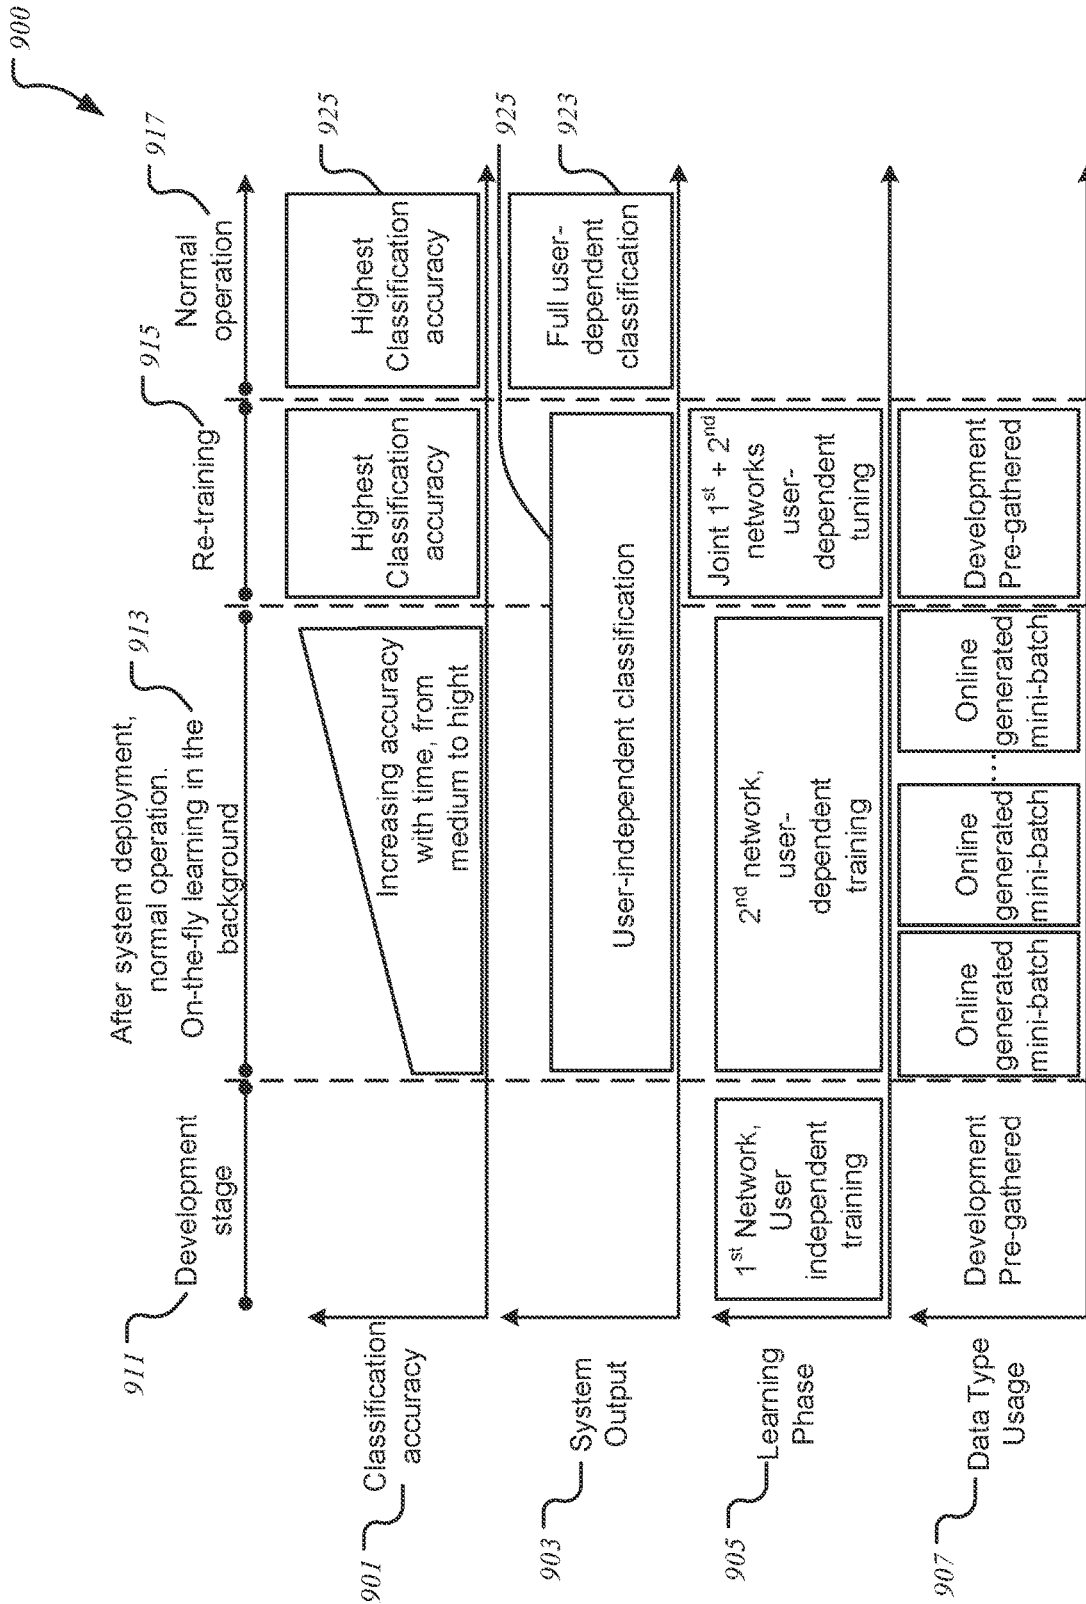 900
911
Development
stage
After system deployment,
normal operation.
913
On-the-fly learning in the
background
915
Re-training
917
Normal
operation
901
Classification
accuracy
Increasing accuracy
with time, from
medium to hight
Highest
Classification
accuracy
Highest
Classification
accuracy
925
903
System
Output
User-independent classification
925
Full user-
dependent
classification
923
905
Learning
Phase
1st Network,
User
independent
training
2nd network,
user-
dependent
training
Joint 1st + 2nd
networks
user-
dependent
tuning
907
Data Type
Usage
Development
Pre-gathered
Online
generated
mini-batch
Online
generated
mini-batch
....
Online
generated
mini-batch
Development
Pre-gathered